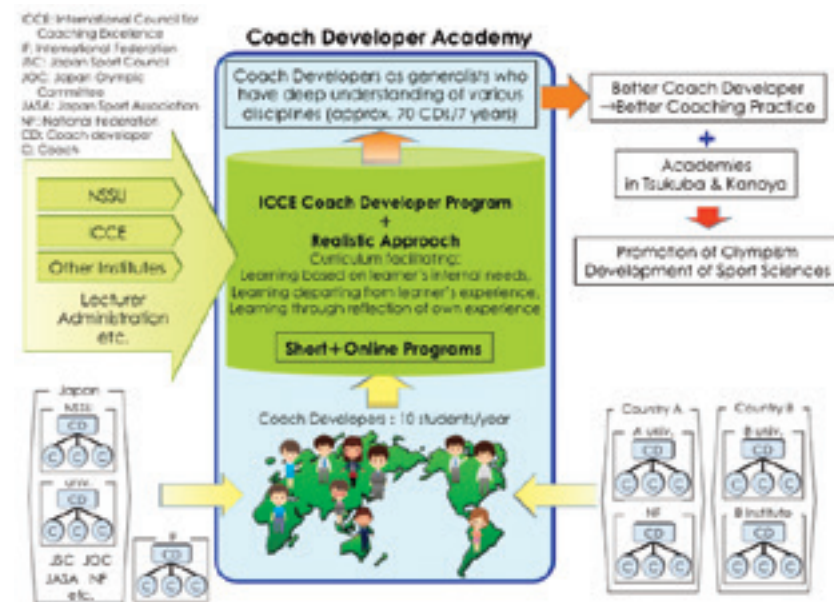 ICCE: International Council for
Coaching Excellence
IF: International Federation
JSC: Japan Sport Council
JOC: Japan Olympic
Committee
JASA: Japan Sport Association
NF: National Federation
CD: Coach developer
C: Coach
Coach Developer Academy
Coach Developers as generalists who
have deep understanding of various
disciplines (approx. 70 CDs/7 years)
Better Coach Developer
→Better Coaching Practice
+
Academies
in Tsukuba & Kanoya
Promotion of Olympism
Development of Sport Sciences
NSSU
ICCE
Other Institutes
Lecturer
Administration
etc.
ICCE Coach Developer Program
+
Realistic Approach
Curriculum facilitating:
Learning based on learner's internal needs,
Learning departing from learner's experience,
Learning through reflection of own experience
Short+Online Programs
Coach Developers : 10 students/year
Japan
NSSU
CD
C C C
univ.
CD
C C C
JSC JOC
JASA NF
etc.
IF
CD
C C C
Country A
A univ.
CD
C C C
NF
CD
C C C
Country B
B univ.
CD
C C C
B institute
CD
C C C